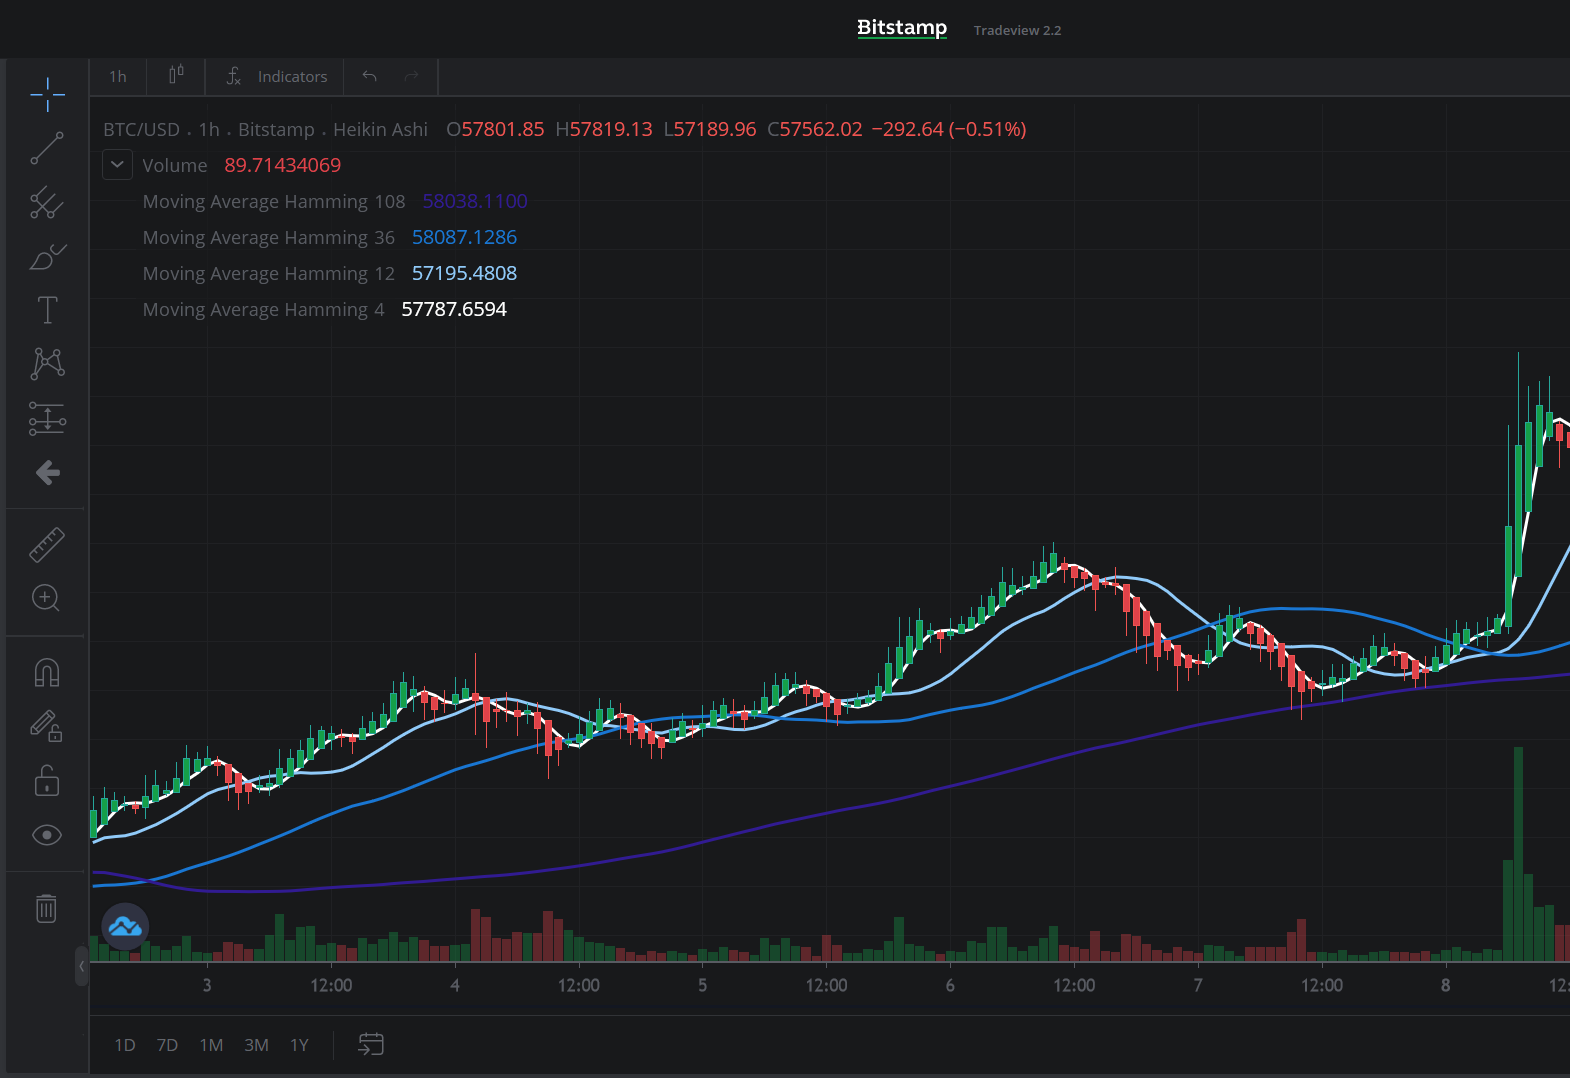 Bitstamp Tradeview 2.2
1h Indicators
BTC/USD . 1h . Bitstamp . Heikin Ashi O57801.85 H57819.13 L57189.96 C57562.02 −292.64 (−0.51%)
Volume 89.71434069
Moving Average Hamming 108 58038.1100
Moving Average Hamming 36 58087.1286
Moving Average Hamming 12 57195.4808
Moving Average Hamming 4 57787.6594
3 12:00 4 12:00 5 12:00 6 12:00 7 12:00 8
1D 7D 1M 3M 1Y